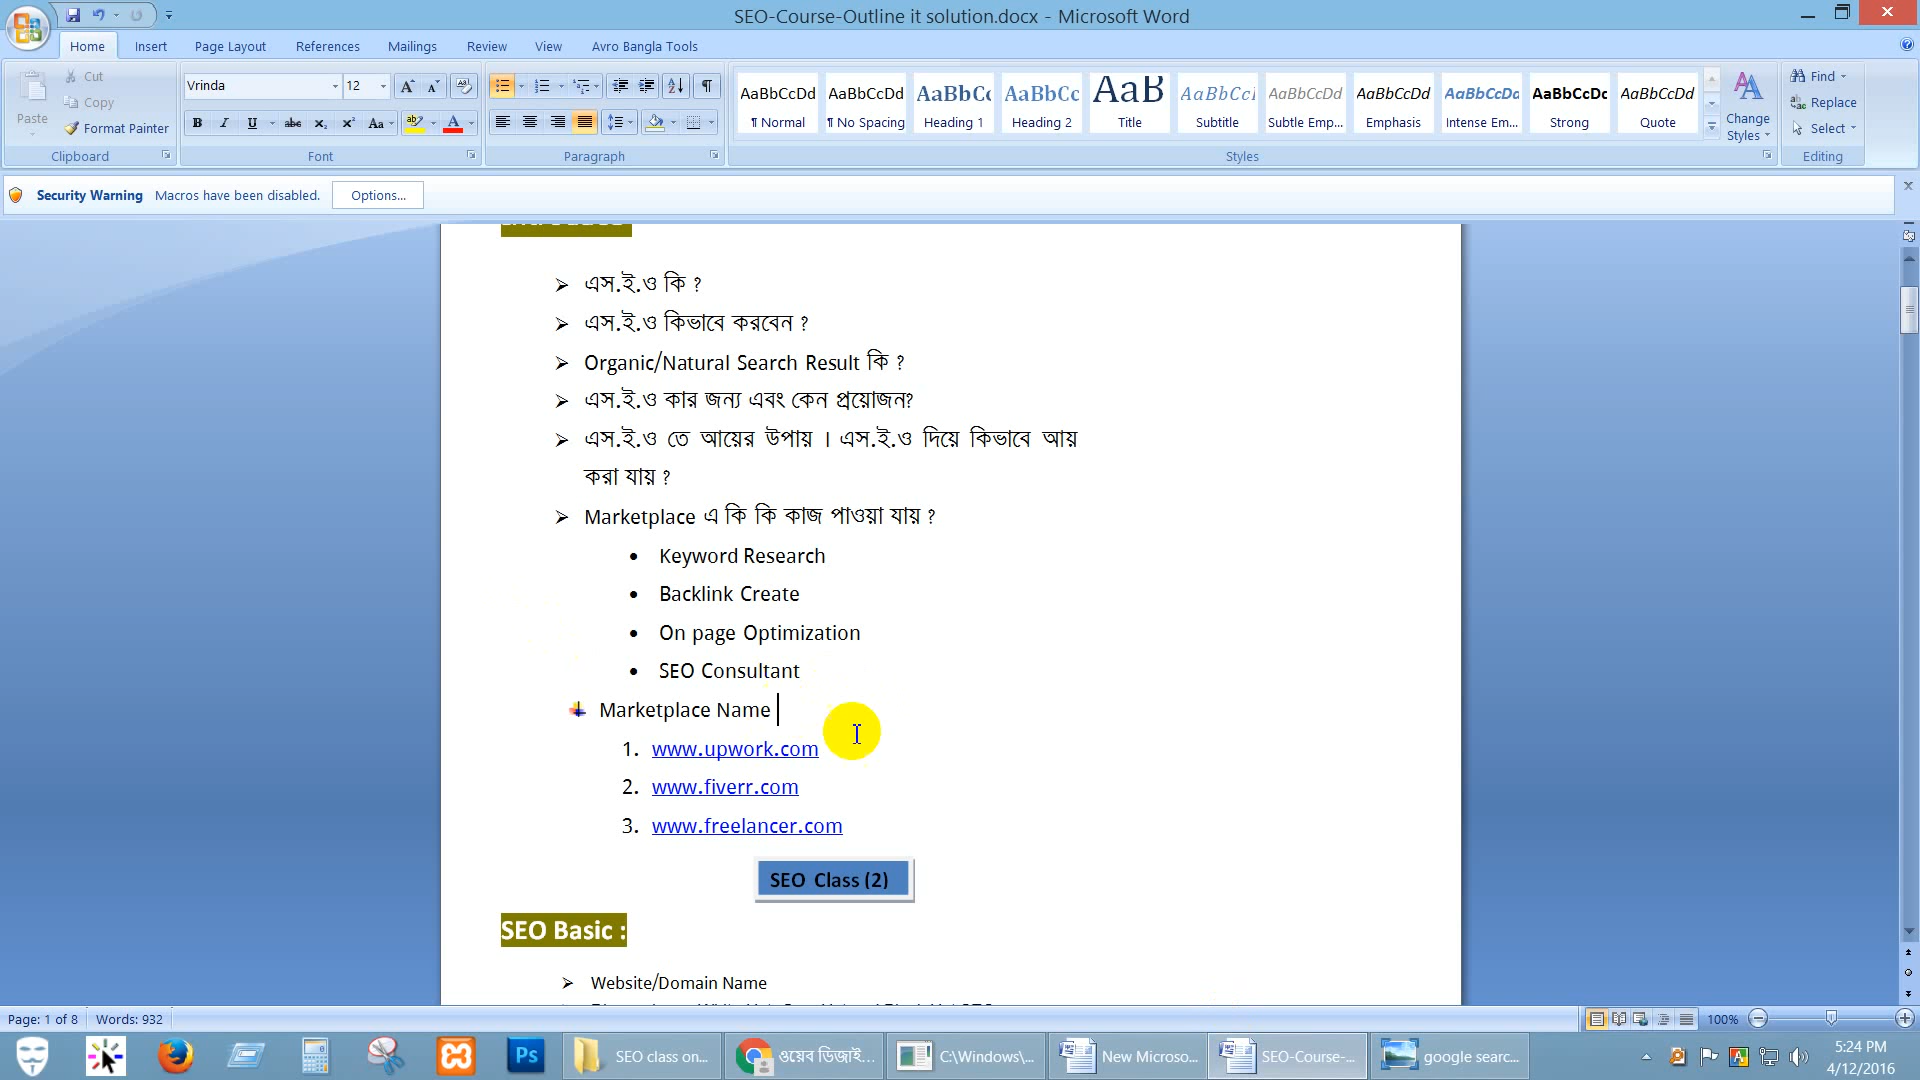 SEO-Course-Outline it solution.docx - Microsoft Word
Home Insert Page Layout References Mailings Review View Avro Bangla Tools
Paste
Cut
Copy
Format Painter
Clipboard
Vrinda 12
Font
Paragraph
AaBbCcDd AaBbCcDd AaBbCc AaBbCc AaB AaBbCcI AaBbCcDd AaBbCcDd AaBbCcDd AaBbCcDc AaBbCcDd
¶ Normal ¶ No Spacing Heading 1 Heading 2 Title Subtitle Subtle Emp... Emphasis Intense Em... Strong Quote
Change Styles
Styles
Find
Replace
Select
Editing
Security Warning Macros have been disabled. Options...
➢ এস.ই.ও কি ?
➢ এস.ই.ও কিভাবে করবেন ?
➢ Organic/Natural Search Result কি ?
➢ এস.ই.ও কার জন্য এবং কেন প্রয়োজন?
➢ এস.ই.ও তে আয়ের উপায় । এস.ই.ও দিয়ে কিভাবে আয়
করা যায় ?
➢ Marketplace এ কি কি কাজ পাওয়া যায় ?
• Keyword Research
• Backlink Create
• On page Optimization
• SEO Consultant
Marketplace Name
1. www.upwork.com
2. www.fiverr.com
3. www.freelancer.com
SEO Class (2)
SEO Basic :
➢ Website/Domain Name
Page: 1 of 8 Words: 932
100%
Ps SEO class on... ওয়েব ডিজাই... C:\Windows\... New Microso... SEO-Course-... google searc...
5:24 PM
4/12/2016